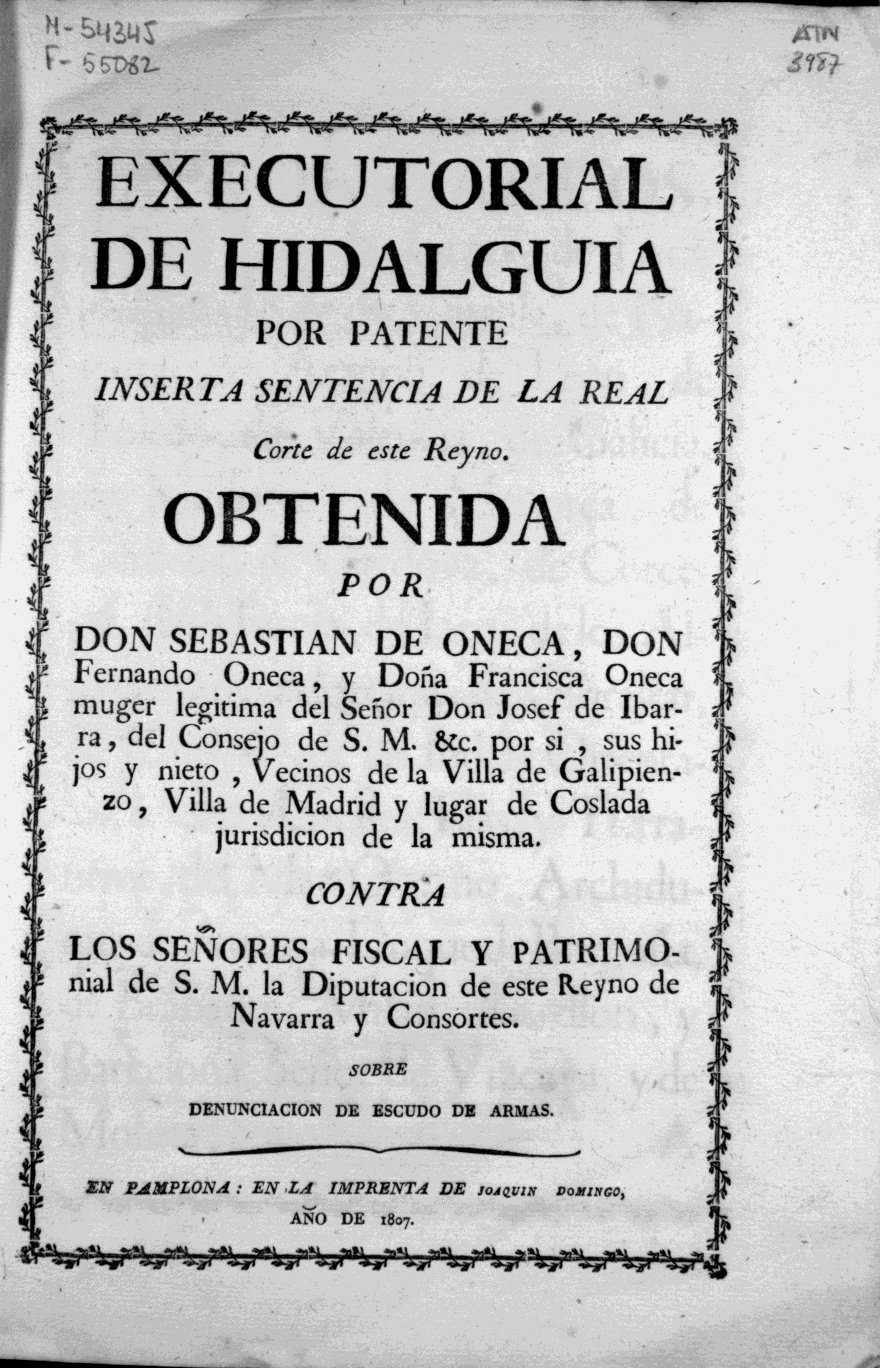 M-54345
F-55082
ATN
3987
EXECUTORIAL
DE HIDALGUIA
POR PATENTE
INSERTA SENTENCIA DE LA REAL
Corte de este Reyno.
OBTENIDA
POR
DON SEBASTIAN DE ONECA, DON
Fernando Oneca, y Doña Francisca Oneca
muger legitima del Señor Don Josef de Ibar-
ra, del Consejo de S. M. &c. por si, sus hi-
jos y nieto, Vecinos de la Villa de Galipien-
zo, Villa de Madrid y lugar de Coslada
jurisdicion de la misma.
CONTRA
LOS SEÑORES FISCAL Y PATRIMO-
nial de S. M. la Diputacion de este Reyno de
Navarra y Consortes.
SOBRE
DENUNCIACION DE ESCUDO DE ARMAS.
EN PAMPLONA: EN LA IMPRENTA DE JOAQUIN DOMINGO,
AÑO DE 1807.